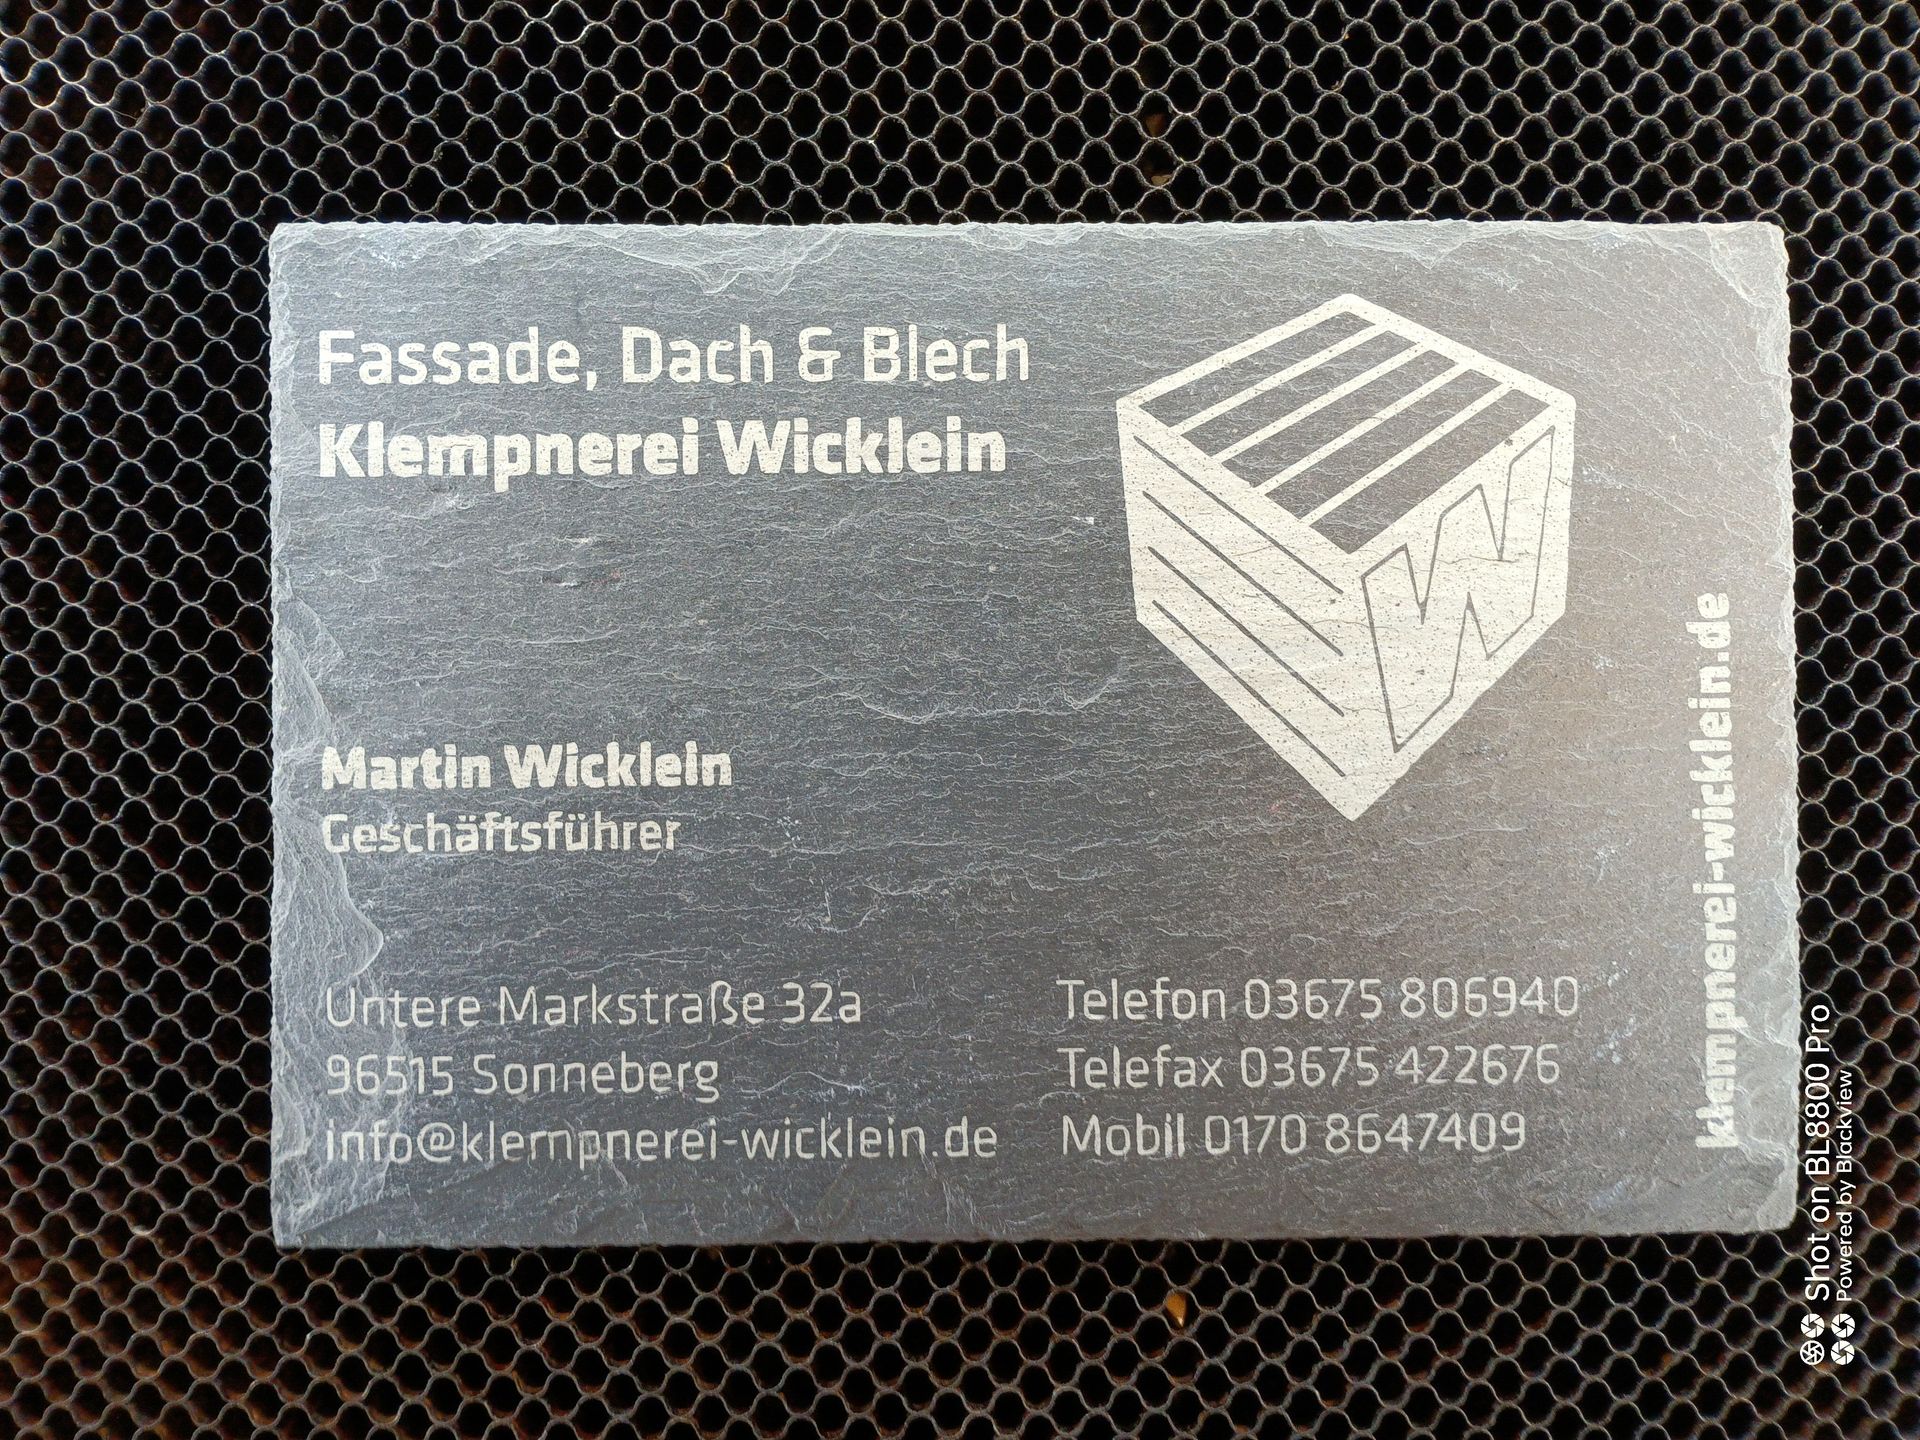 Fassade, Dach & Blech
Klempnerei Wicklein
W
Martin Wicklein
Geschäftsführer
Untere Markstraße 32a
96515 Sonneberg
info@klempnerei-wicklein.de
Telefon 03675 806940
Telefax 03675 422676
Mobil 0170 8647409
klempnerei-wicklein.de
Shot on BL8800 Pro
Powered by Blackview